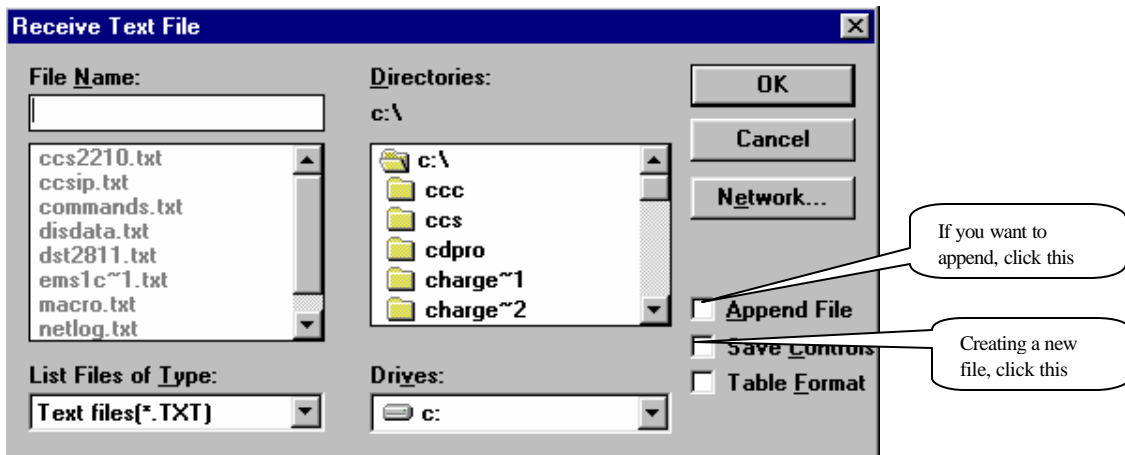 Receive Text File
File Name:
ccs2210.txt
ccsip.txt
commands.txt
disdata.txt
dst2811.txt
ems1c~1.txt
macro.txt
netlog.txt
List Files of Type:
Text files(*.TXT)
Directories:
c:\
c:\
ccc
ccs
cdpro
charge~1
charge~2
Drives:
c:
OK
Cancel
Network...
Append File
Save Controls
Table Format
If you want to
append, click this
Creating a new
file, click this